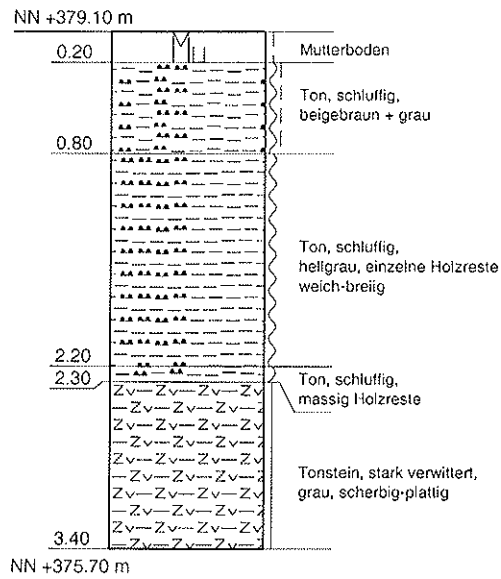 NN +379.10 m
Mu
Mutterboden
0.20
Ton, schluffig,
beigebraun + grau
0.80
Ton, schluffig,
hellgrau, einzelne Holzreste
weich-breiig
2.20
2.30
Ton, schluffig,
massig Holzreste
Tonstein, stark verwittert,
grau, scherbig-plattig
3.40
NN +375.70 m